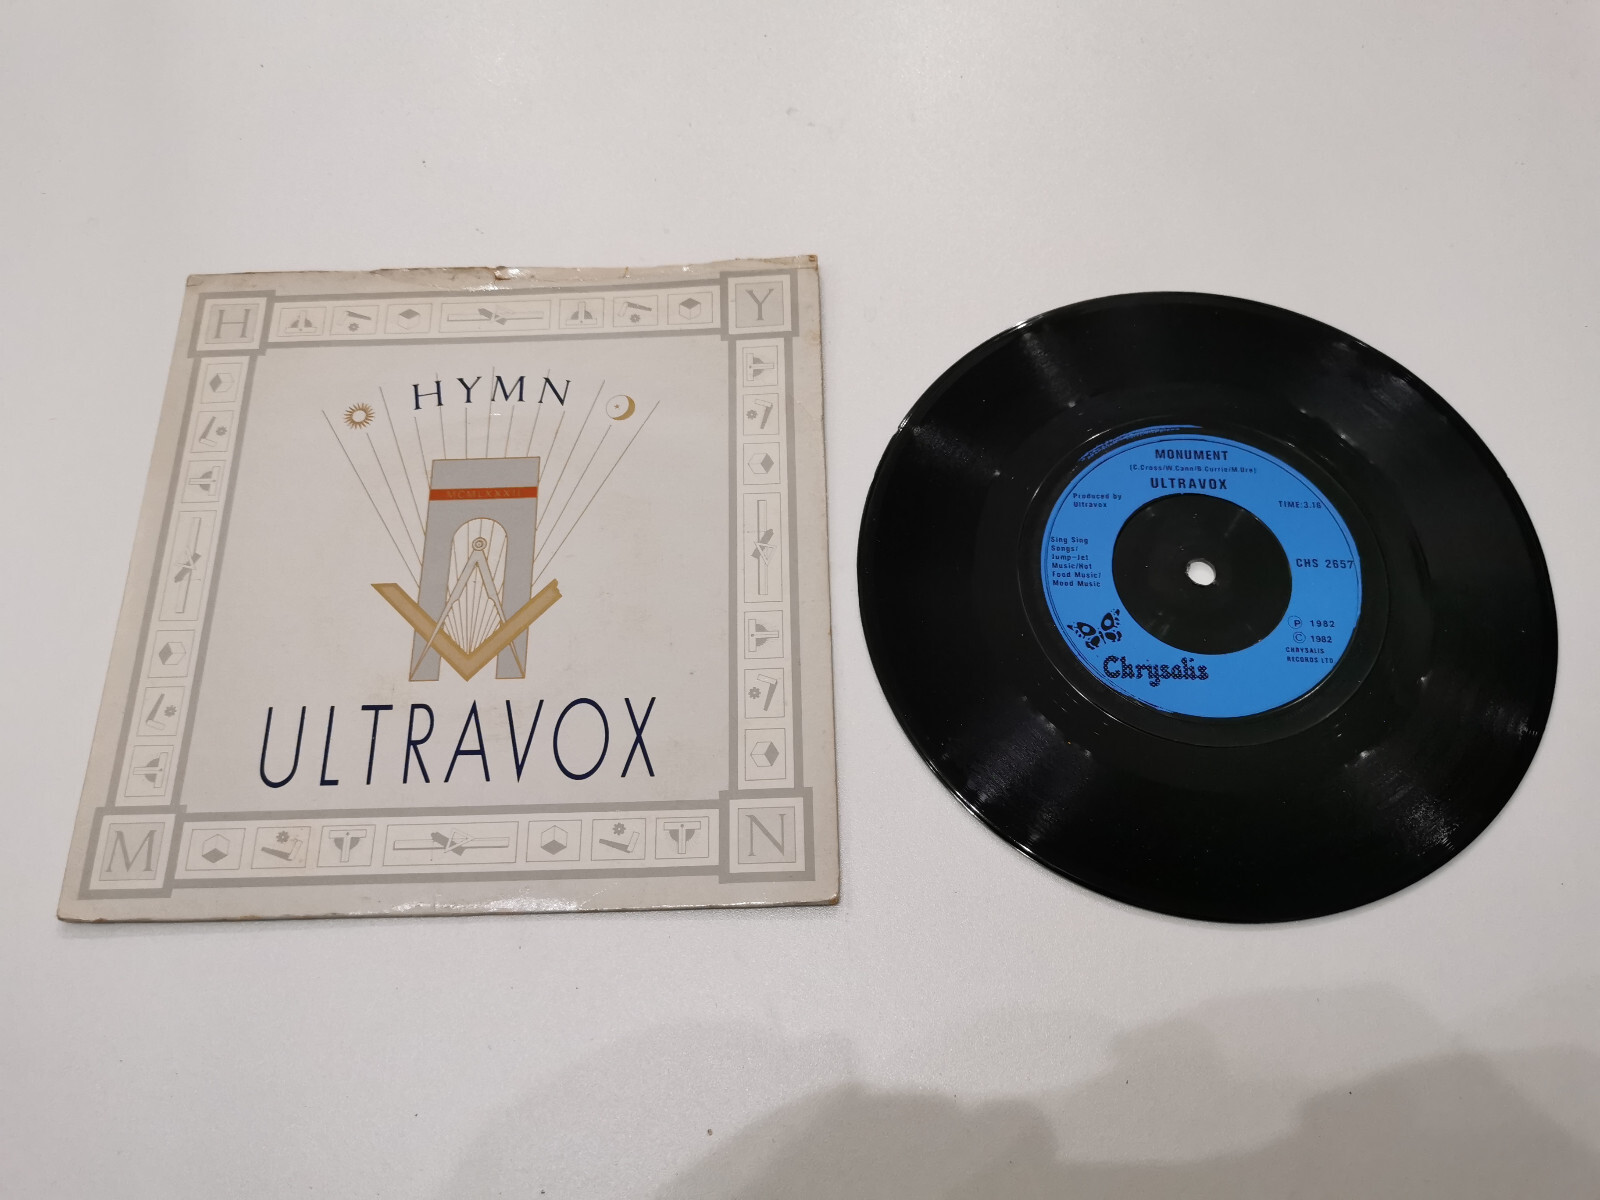 H
Y
HYMN
MCMLXXXII
ULTRAVOX
M
N
MONUMENT
(C.Cross/W.Cann/B.Currie/M.Ure)
ULTRAVOX
Produced by
Ultravox
TIME:3.16
Sing Sing
Songs/
Jump-Jet
Music/Hot
Food Music/
Mood Music
CHS 2657
P 1982
C 1982
CHRYSALIS
RECORDS LTD
Chrysalis